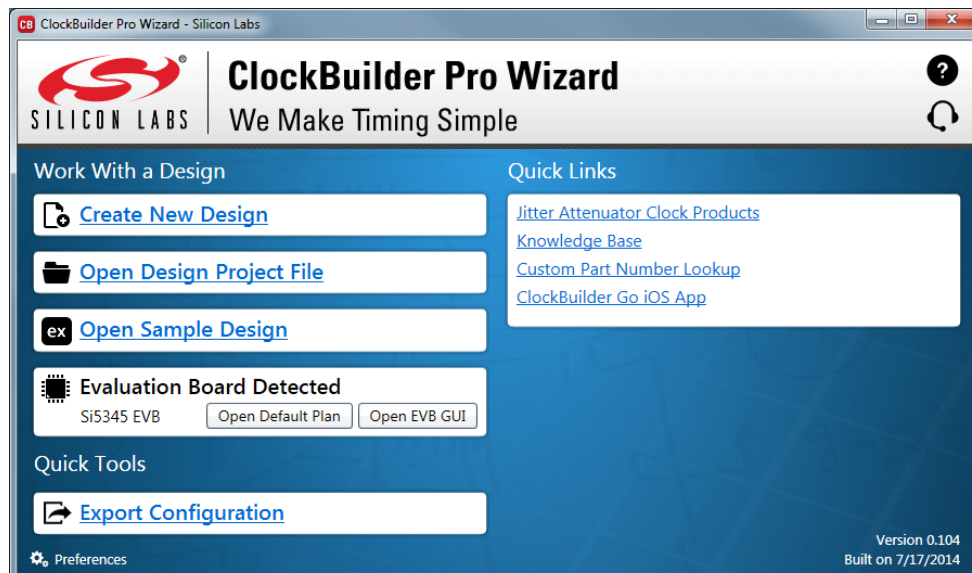 CB ClockBuilder Pro Wizard - Silicon Labs
SILICON LABS
®
ClockBuilder Pro Wizard
We Make Timing Simple
?
Work With a Design
Create New Design
Open Design Project File
ex Open Sample Design
Evaluation Board Detected
Si5345 EVB Open Default Plan Open EVB GUI
Quick Tools
Export Configuration
Preferences
Quick Links
Jitter Attenuator Clock Products
Knowledge Base
Custom Part Number Lookup
ClockBuilder Go iOS App
Version 0.104
Built on 7/17/2014